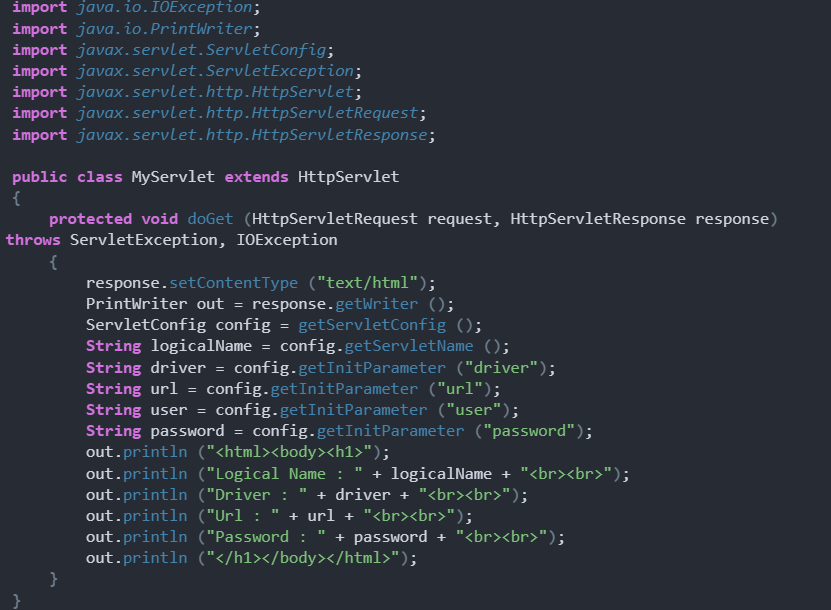 import java.io.IOException;
import java.io.PrintWriter;
import javax.servlet.ServletConfig;
import javax.servlet.ServletException;
import javax.servlet.http.HttpServlet;
import javax.servlet.http.HttpServletRequest;
import javax.servlet.http.HttpServletResponse;

public class MyServlet extends HttpServlet
{
    protected void doGet (HttpServletRequest request, HttpServletResponse response)
throws ServletException, IOException
    {
        response.setContentType ("text/html");
        PrintWriter out = response.getWriter ();
        ServletConfig config = getServletConfig ();
        String logicalName = config.getServletName ();
        String driver = config.getInitParameter ("driver");
        String url = config.getInitParameter ("url");
        String user = config.getInitParameter ("user");
        String password = config.getInitParameter ("password");
        out.println ("<html><body><h1>");
        out.println ("Logical Name : " + logicalName + "<br><br>");
        out.println ("Driver : " + driver + "<br><br>");
        out.println ("Url : " + url + "<br><br>");
        out.println ("Password : " + password + "<br><br>");
        out.println ("</h1></body></html>");
    }
}